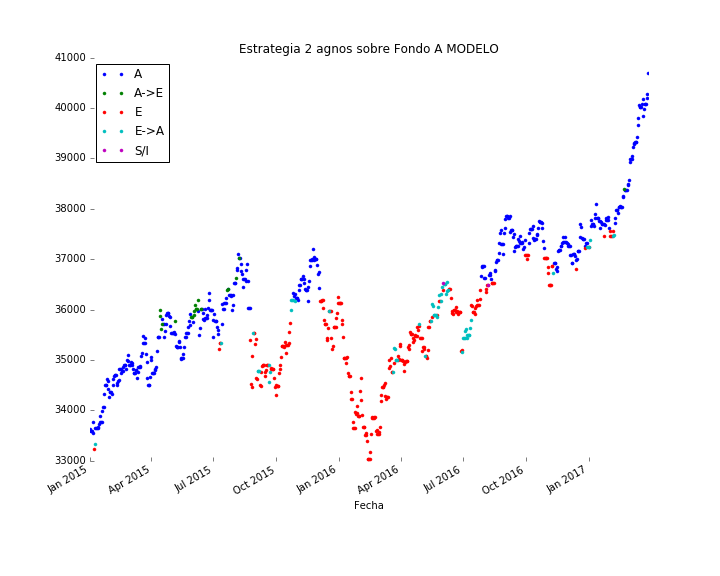 Estrategia 2 agnos sobre Fondo A MODELO
41000
40000
39000
38000
37000
36000
35000
34000
33000
A
A->E
E
E->A
S/I
Jan 2015
Apr 2015
Jul 2015
Oct 2015
Jan 2016
Apr 2016
Jul 2016
Oct 2016
Jan 2017
Fecha